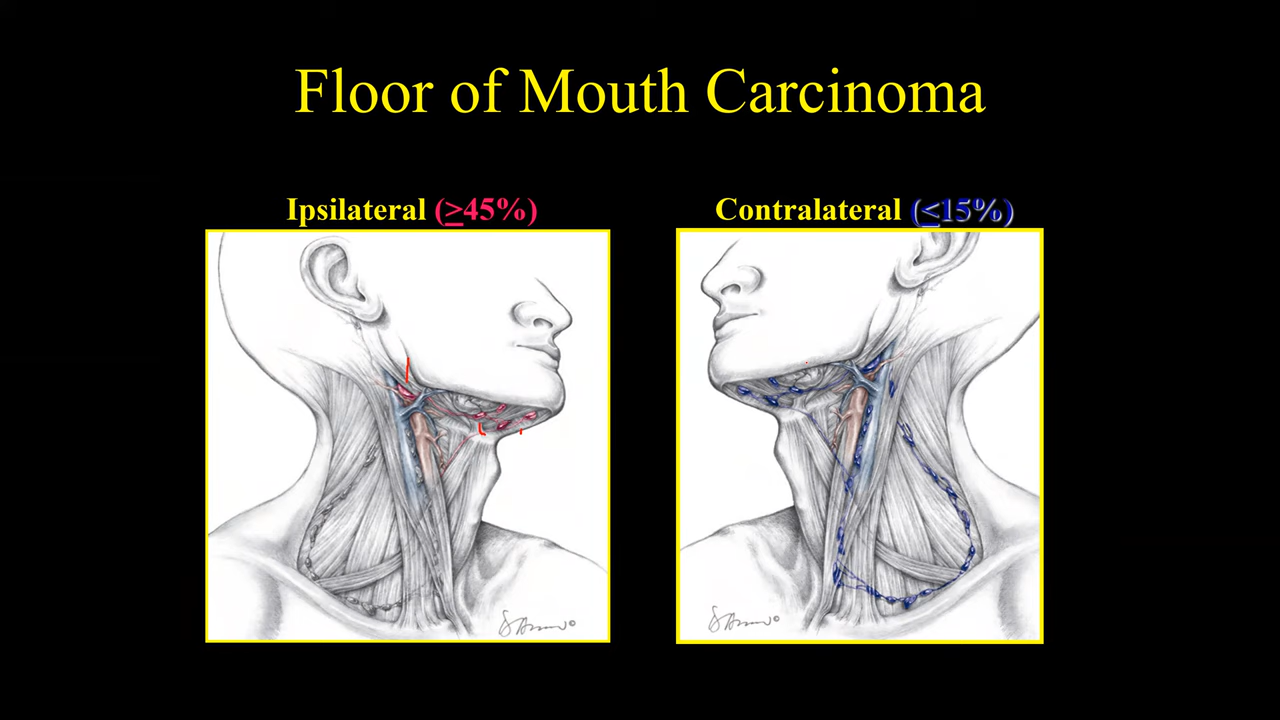 Floor of Mouth Carcinoma
Ipsilateral (≥45%)
Contralateral (≤15%)